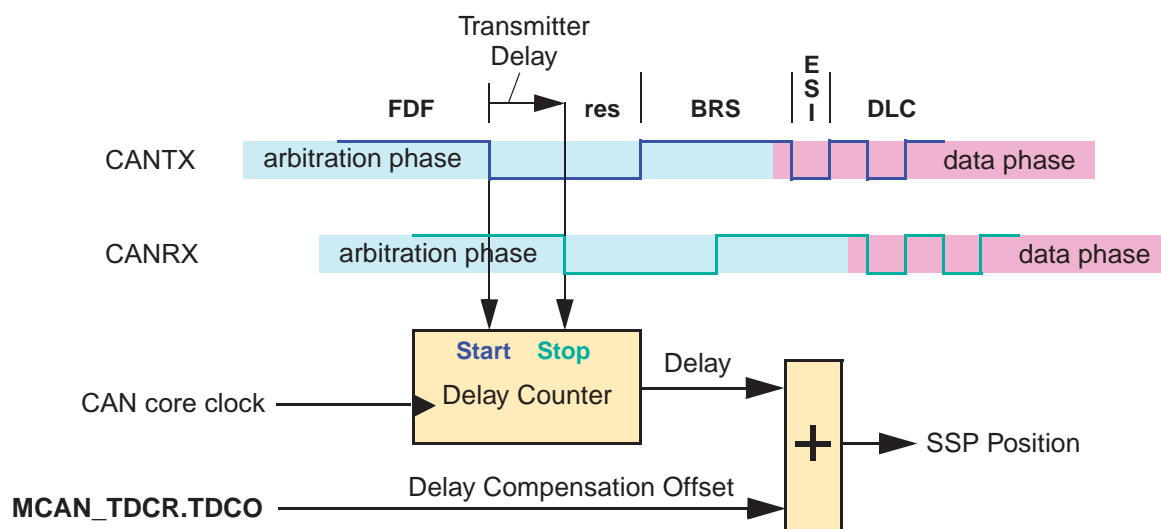 Transmitter
Delay
FDF
res
BRS
ESI
DLC
CANTX
arbitration phase
data phase
CANRX
arbitration phase
data phase
Start
Stop
Delay Counter
CAN core clock
Delay
+
SSP Position
MCAN_TDCR.TDCO
Delay Compensation Offset